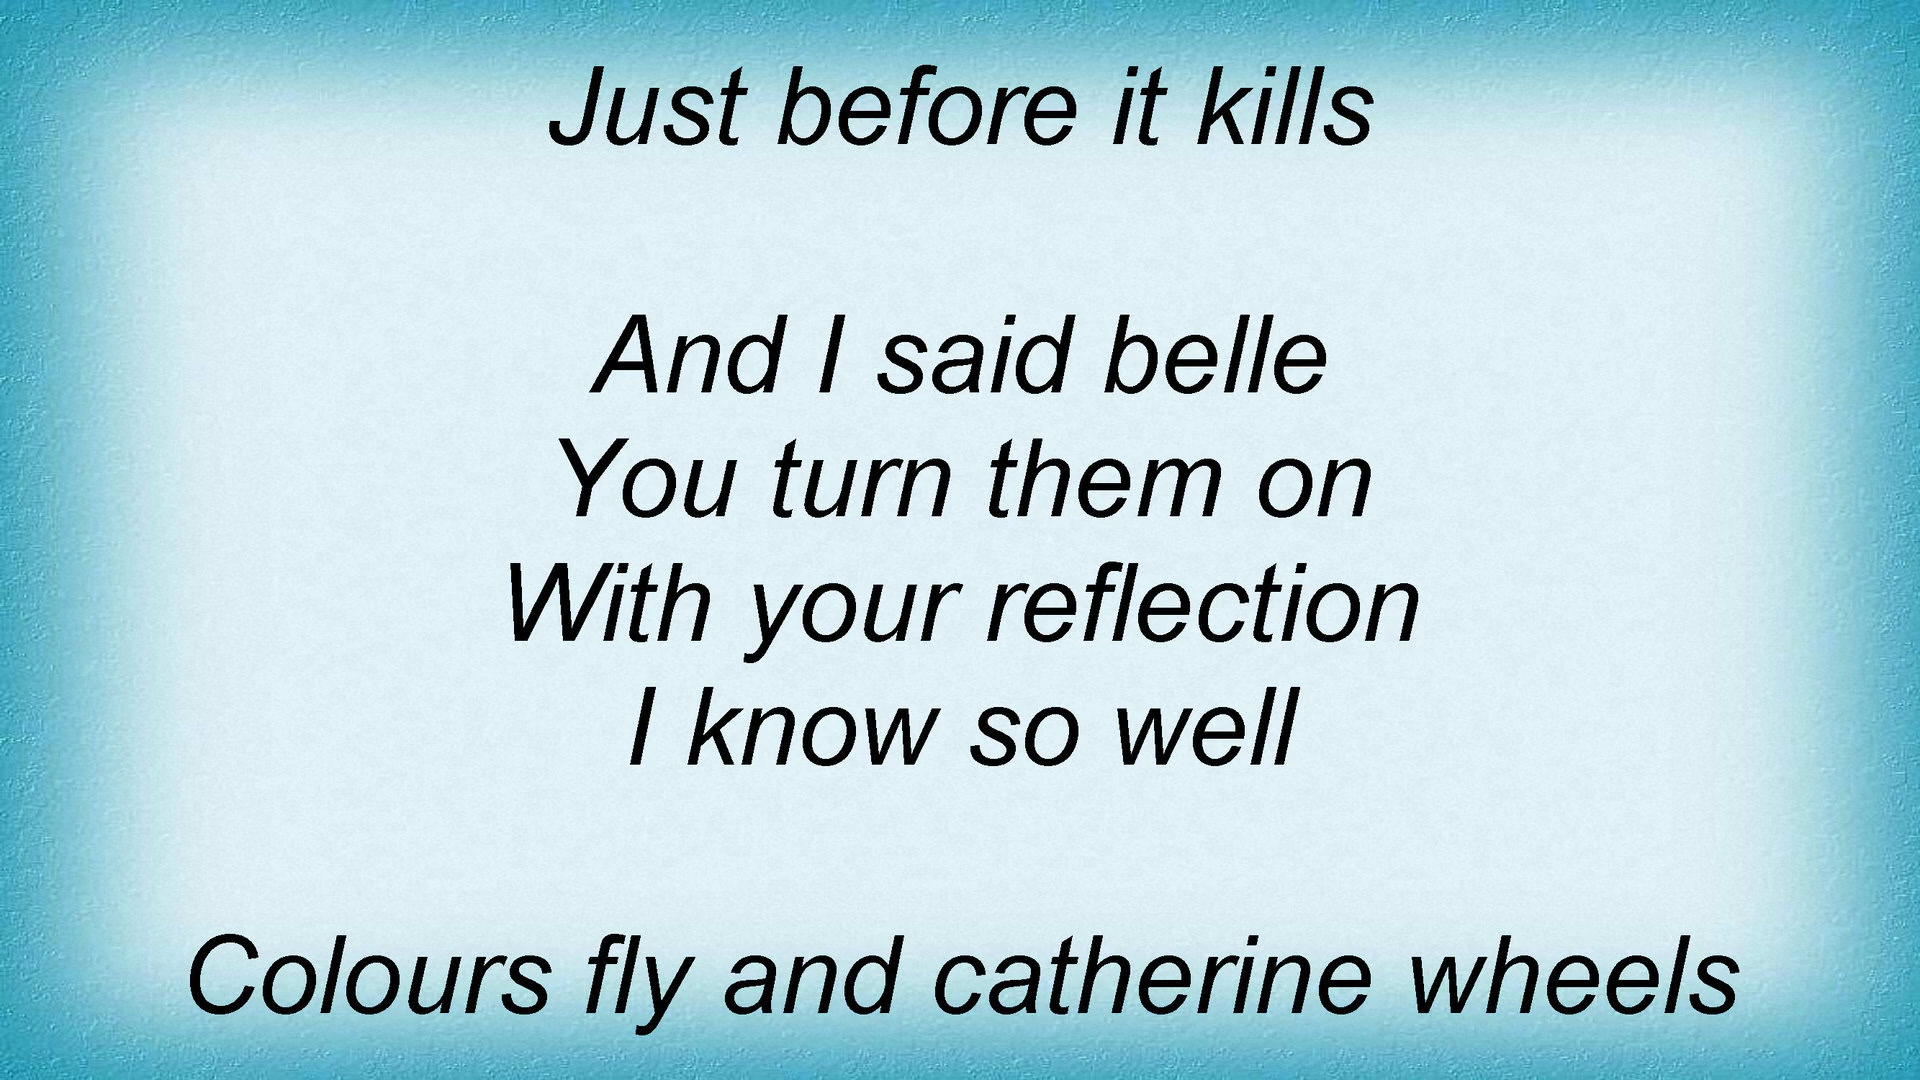 Just before it kills
And I said belle
You turn them on
With your reflection
I know so well
Colours fly and catherine wheels